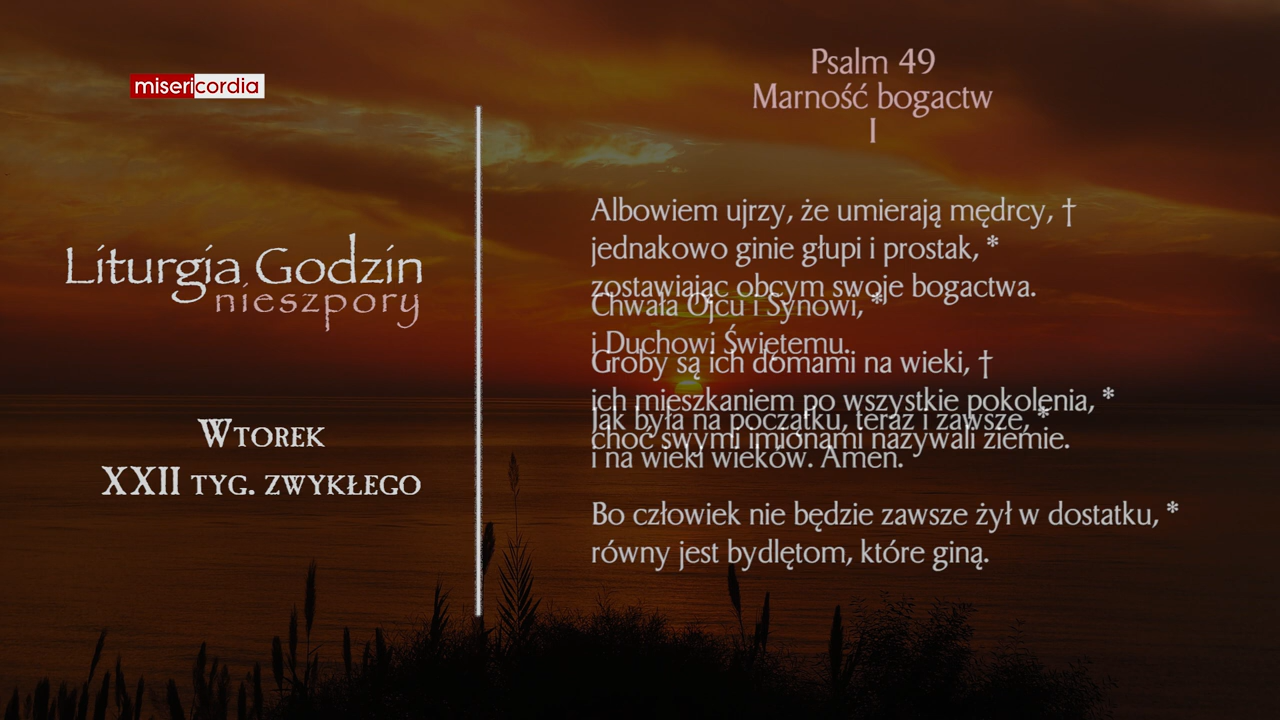 misericordia
Liturgia Godzin
nieszpory
Wtorek
XXII tyg. zwykłego
Psalm 49
Marność bogactw
I
Albowiem ujrzy, że umierają mędrcy, †
jednakowo ginie głupi i prostak, *
zostawiając obcym swoje bogactwa.
Chwała Ojcu i Synowi, *
i Duchowi Świętemu.
Groby są ich domami na wieki, †
ich mieszkaniem po wszystkie pokolenia, *
Jak była na początku, teraz i zawsze, *
choć swymi imionami nazywali ziemie.
i na wieki wieków. Amen.
Bo człowiek nie będzie zawsze żył w dostatku, *
równy jest bydlętom, które giną.